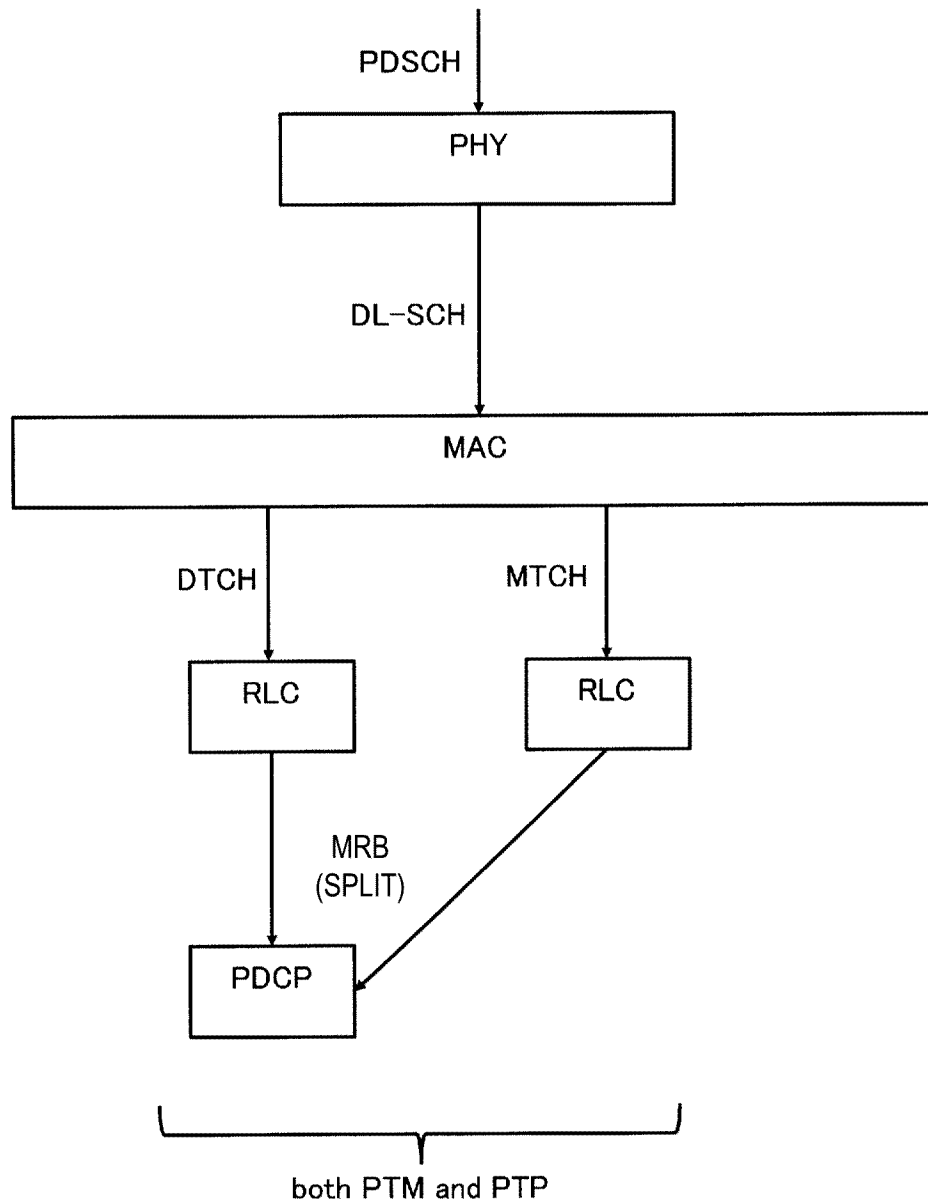 PDSCH
PHY
DL-SCH
MAC
DTCH
MTCH
RLC
RLC
MRB
(SPLIT)
PDCP
both PTM and PTP